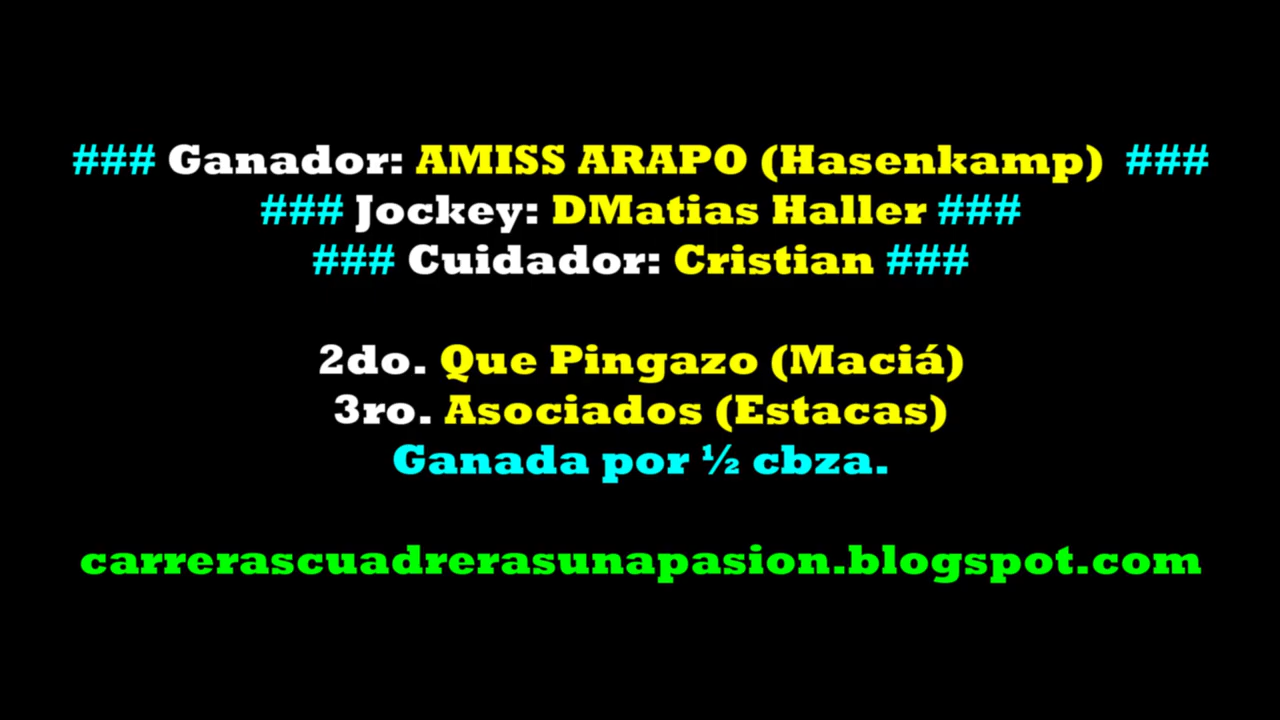 ### Ganador: AMISS ARAPO (Hasenkamp) ###
### Jockey: DMatias Haller ###
### Cuidador: Cristian ###
2do. Que Pingazo (Maciá)
3ro. Asociados (Estacas)
Ganada por ½ cbza.
carrerascuadrerasunapasion.blogspot.com